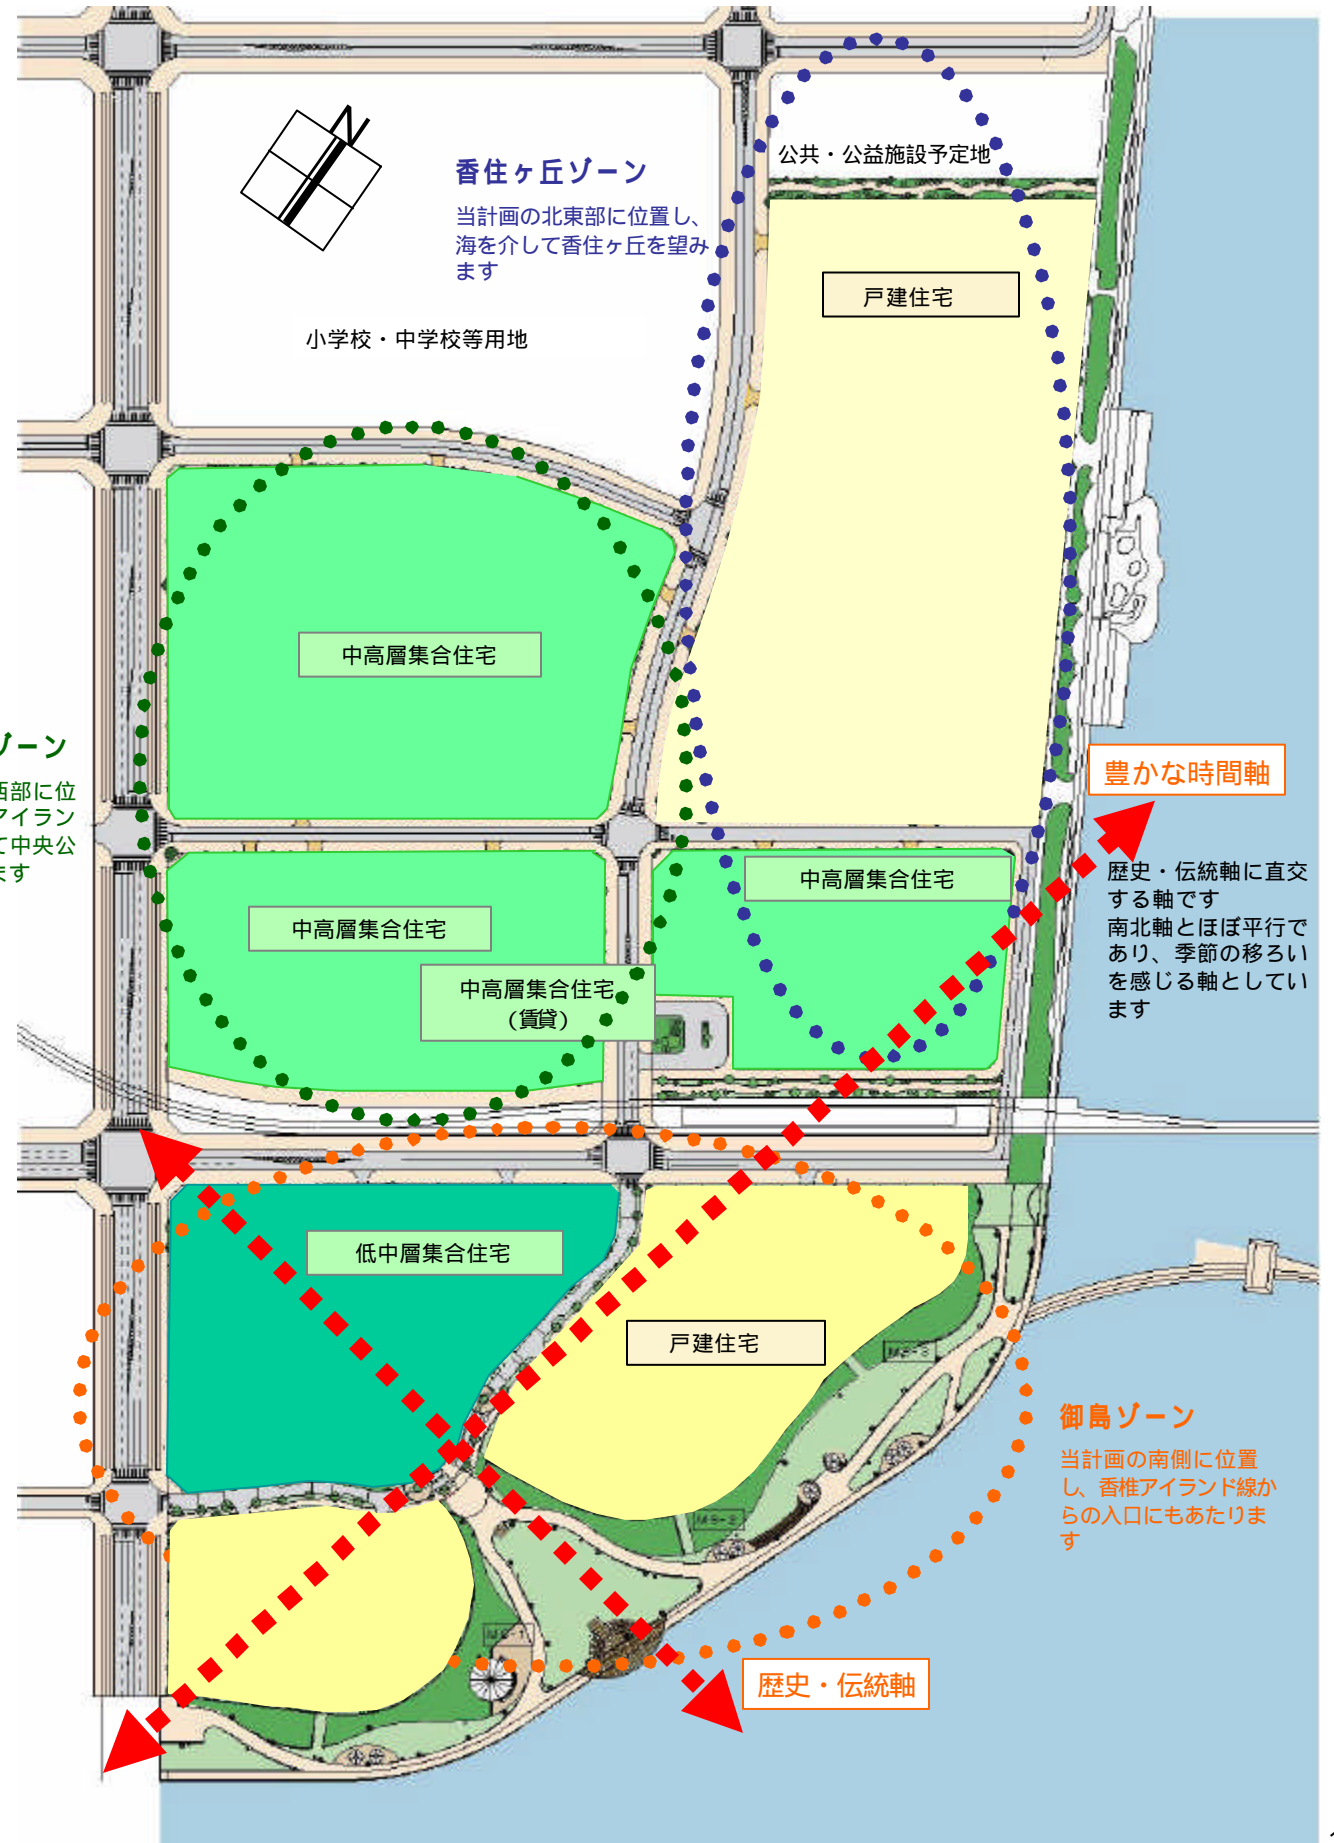 公共・公益施設予定地
香住ヶ丘ゾーン
当計画の北東部に位置し、
海を介して香住ヶ丘を望み
ます
戸建住宅
小学校・中学校等用地
中高層集合住宅
ゾーン
西部に位
アイラン
て中央公
ます
豊かな時間軸
歴史・伝統軸に直交
する軸です
南北軸とほぼ平行で
あり、季節の移ろい
を感じる軸としてい
ます
中高層集合住宅
中高層集合住宅
中高層集合住宅
(賃貸)
低中層集合住宅
戸建住宅
御島ゾーン
当計画の南側に位置
し、香椎アイランド線か
らの入口にもあたりま
す
歴史・伝統軸